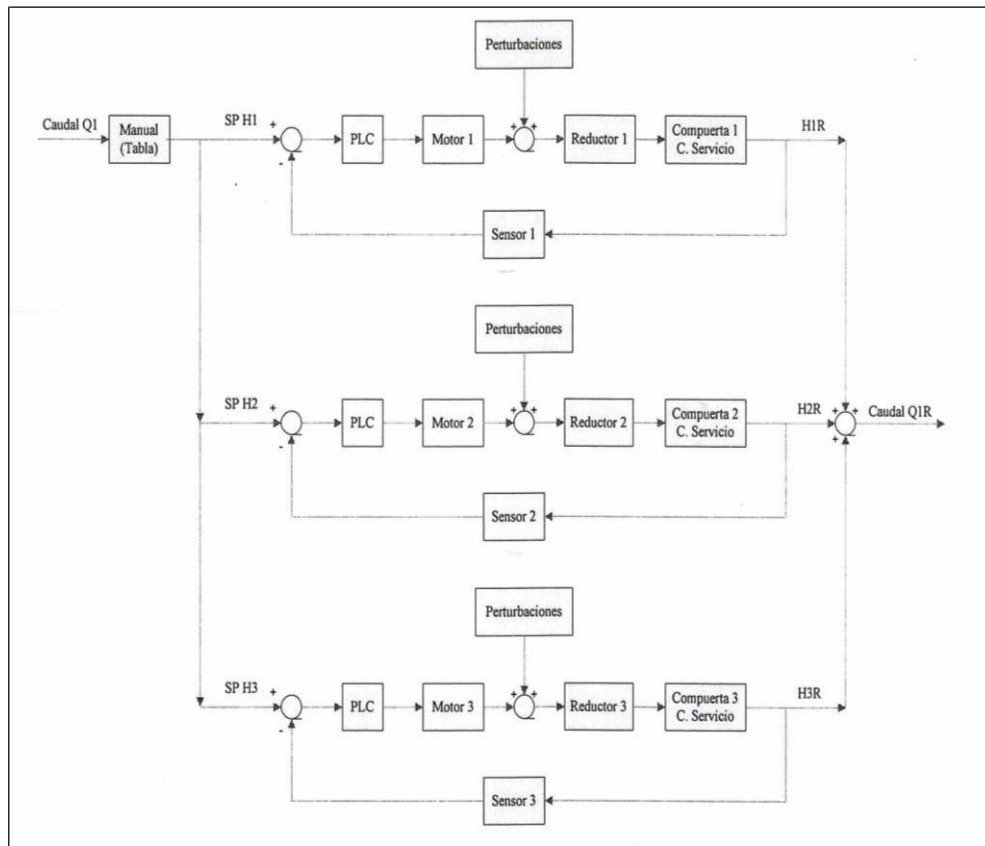 Perturbaciones
Caudal Q1
Manual
(Tabla)
SP H1
+
-
PLC
Motor 1
+
+
Reductor 1
Compuerta 1
C. Servicio
H1R
Sensor 1
Perturbaciones
SP H2
+
-
PLC
Motor 2
+
+
Reductor 2
Compuerta 2
C. Servicio
H2R
+
+
+
Caudal Q1R
Sensor 2
Perturbaciones
SP H3
+
-
PLC
Motor 3
+
+
Reductor 3
Compuerta 3
C. Servicio
H3R
Sensor 3